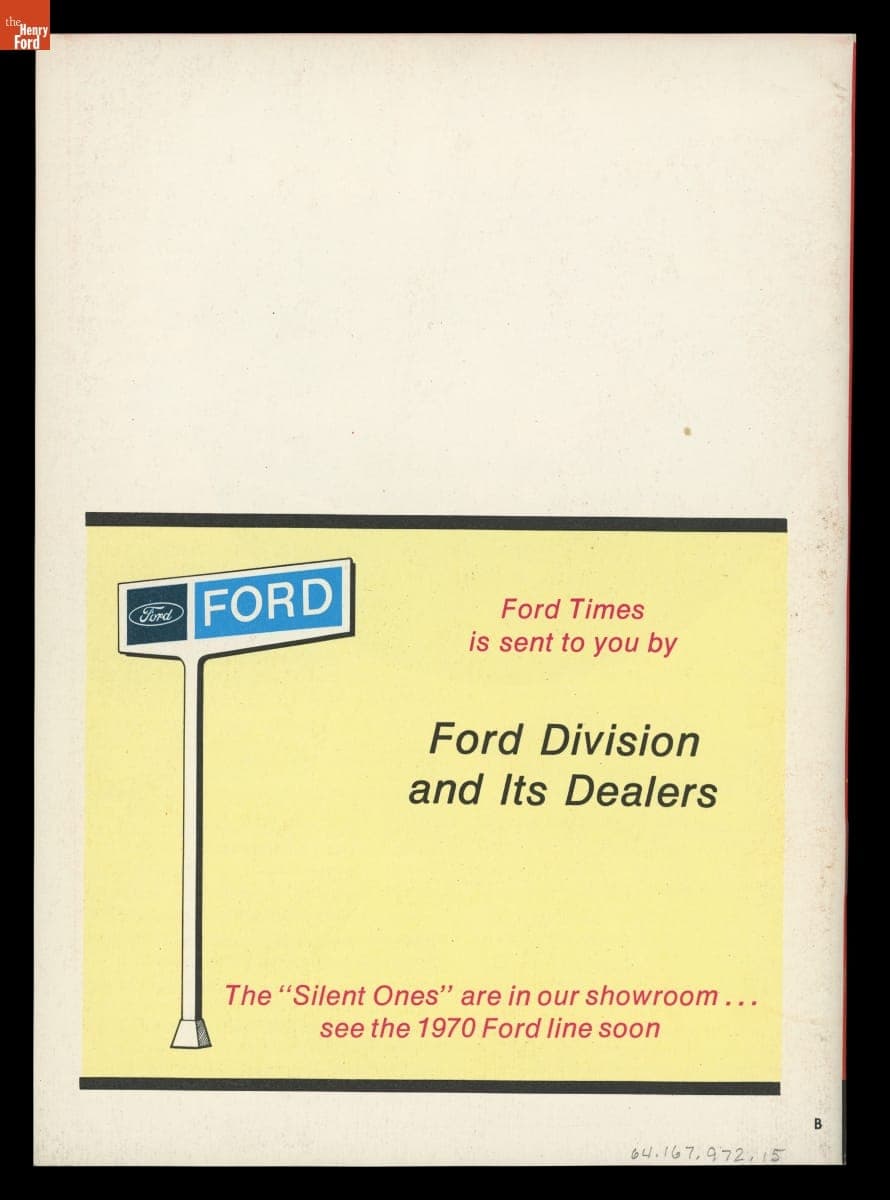 the
Henry
Ford
Ford
FORD
Ford Times
is sent to you by
Ford Division
and Its Dealers
The "Silent Ones" are in our showroom ...
see the 1970 Ford line soon
B
64.167.972.15